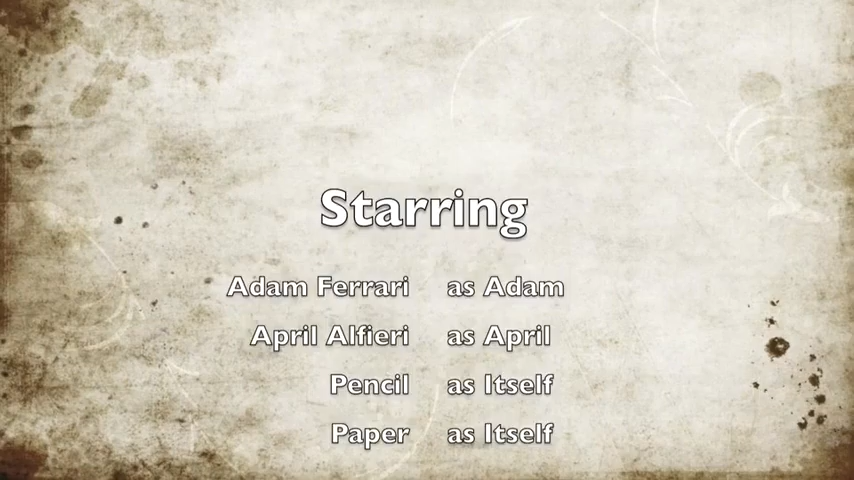 Starring
Adam Ferrari as Adam
April Alfieri as April
Pencil as Itself
Paper as Itself